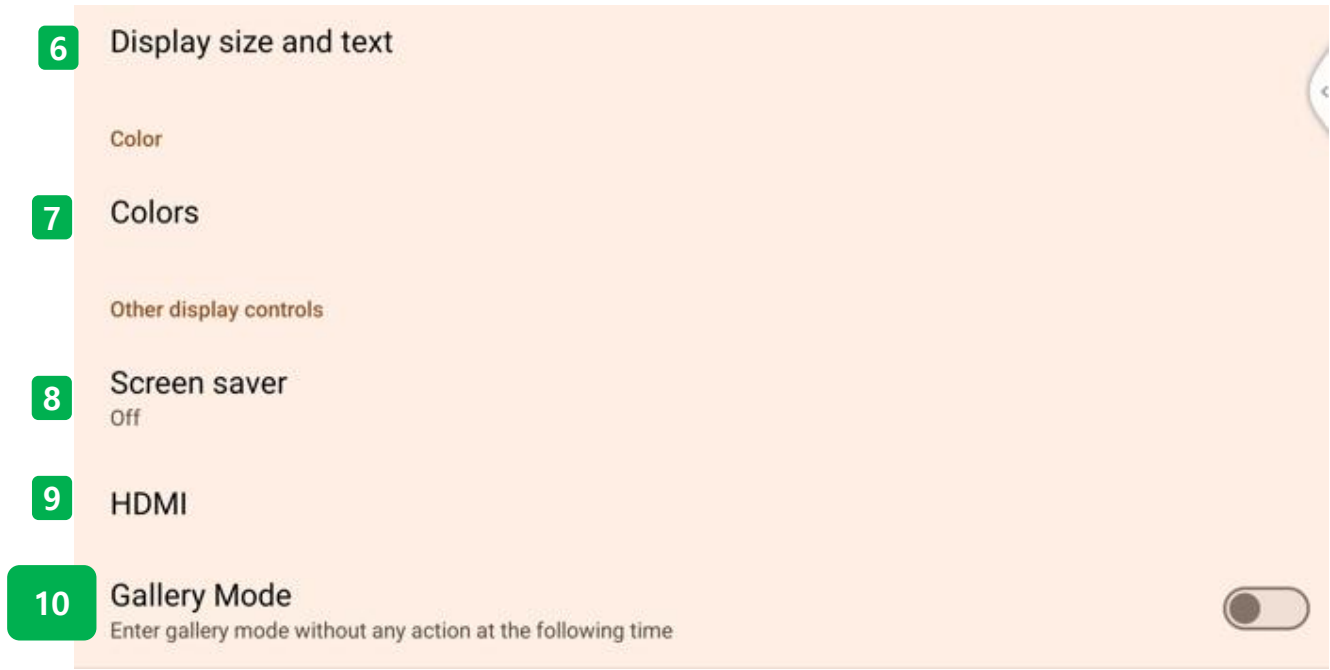 6 Display size and text
Color
7 Colors
Other display controls
8 Screen saver
Off
9 HDMI
10 Gallery Mode
Enter gallery mode without any action at the following time